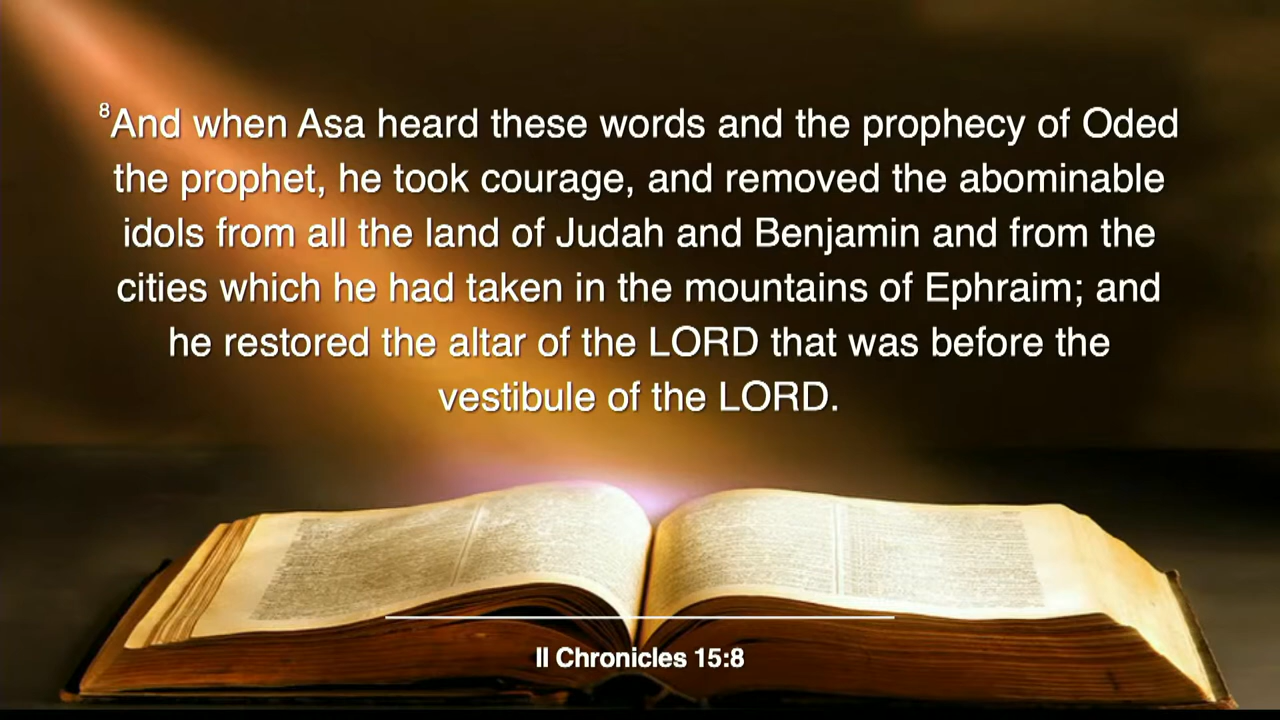 8And when Asa heard these words and the prophecy of Oded
the prophet, he took courage, and removed the abominable
idols from all the land of Judah and Benjamin and from the
cities which he had taken in the mountains of Ephraim; and
he restored the altar of the LORD that was before the
vestibule of the LORD.
II Chronicles 15:8